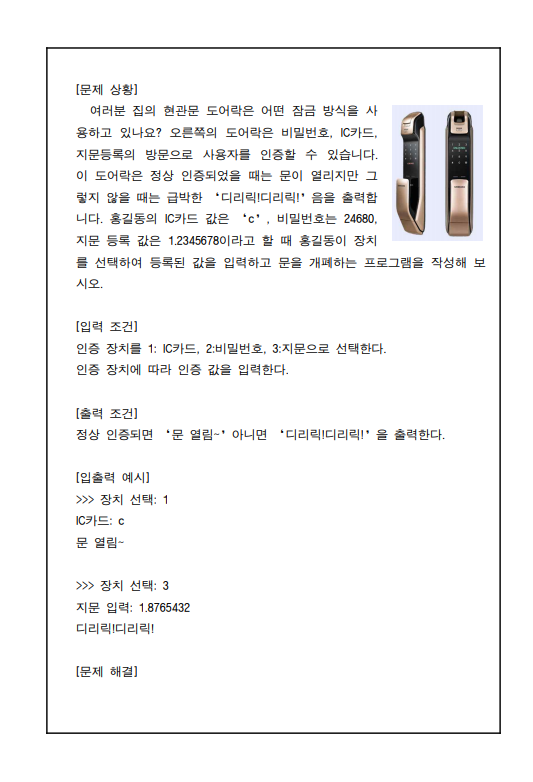 [문제 상황]
여러분 집의 현관문 도어락은 어떤 잠금 방식을 사
용하고 있나요? 오른쪽의 도어락은 비밀번호, IC카드,
지문등록의 방문으로 사용자를 인증할 수 있습니다.
이 도어락은 정상 인증되었을 때는 문이 열리지만 그
렇지 않을 때는 급박한 ‘디리릭!디리릭!’음을 출력합
니다. 홍길동의 IC카드 값은 ‘c’, 비밀번호는 24680,
지문 등록 값은 1.2345678이라고 할 때 홍길동이 장치
를 선택하여 등록된 값을 입력하고 문을 개폐하는 프로그램을 작성해 보
시오.
[입력 조건]
인증 장치를 1: IC카드, 2:비밀번호, 3:지문으로 선택한다.
인증 장치에 따라 인증 값을 입력한다.
[출력 조건]
정상 인증되면 ‘문 열림~’아니면 ‘디리릭!디리릭!’을 출력한다.
[입출력 예시]
>>> 장치 선택: 1
IC카드: c
문 열림~
>>> 장치 선택: 3
지문 입력: 1.8765432
디리릭!디리릭!
[문제 해결]